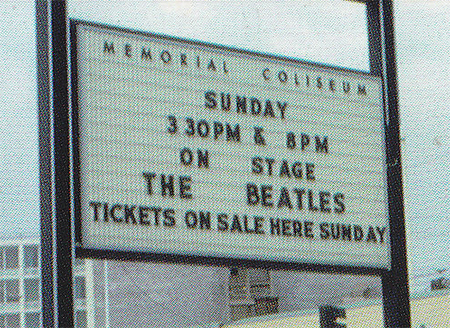 MEMORIAL COLISEUM
SUNDAY
3 30PM & 8PM
ON STAGE
THE BEATLES
TICKETS ON SALE HERE SUNDAY